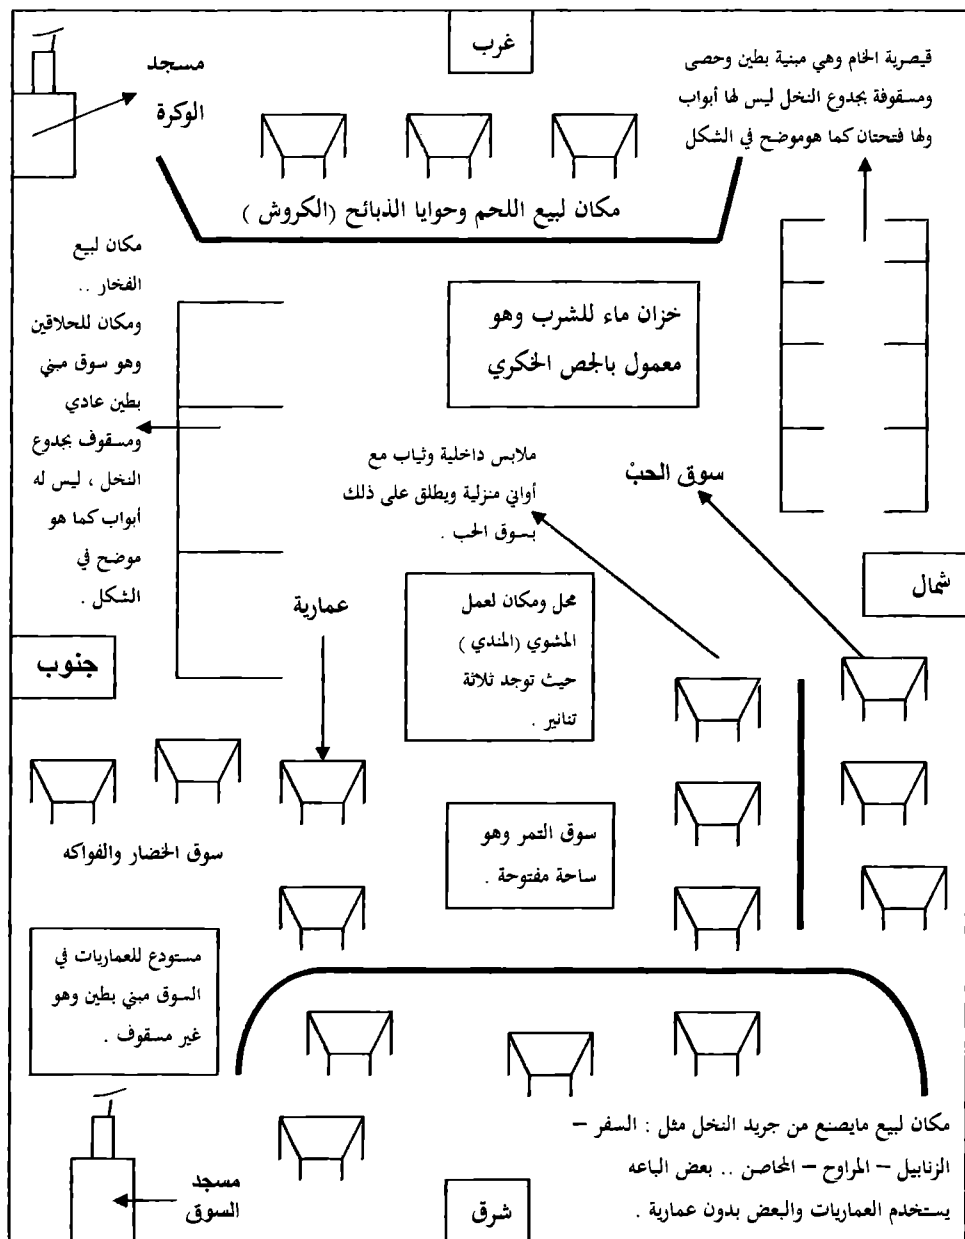 غرب
قيصرية الخام وهي مبنية بطين وحصى
ومسقوفة بجدوع النخل ليس لها أبواب
ولها فتحتان كما هوموضح في الشكل
مسجد
الوكرة
مكان لبيع اللحم وحوايا الذبائح (الكروش )
مكان لبيع
الفخار ..
ومكان للحلاقين
وهو سوق مبني
بطين عادي
ومسقوف بجدوع
النخل ، ليس له
أبواب كما هو
موضح في
الشكل .
خزان ماء للشرب وهو
معمول بالجص الخكري
ملابس داخلية وثياب مع
أواني منزلية ويطلق على ذلك
بسوق الحب .
سوق الحبْ
شمال
محل ومكان لعمل
المشوي (المندي )
حيث توجد ثلاثة
تنانير .
عمارية
جنوب
سوق التمر وهو
ساحة مفتوحة .
سوق الخضار والفواكه
مستودع للعماريات في
السوق مبني بطين وهو
غير مسقوف .
مكان لبيع مايصنع من جريد النخل مثل : السفر –
الزنابيل – المراوح – المحاصن .. بعض الباعه
يستخدم العماريات والبعض بدون عمارية .
مسجد
السوق
شرق